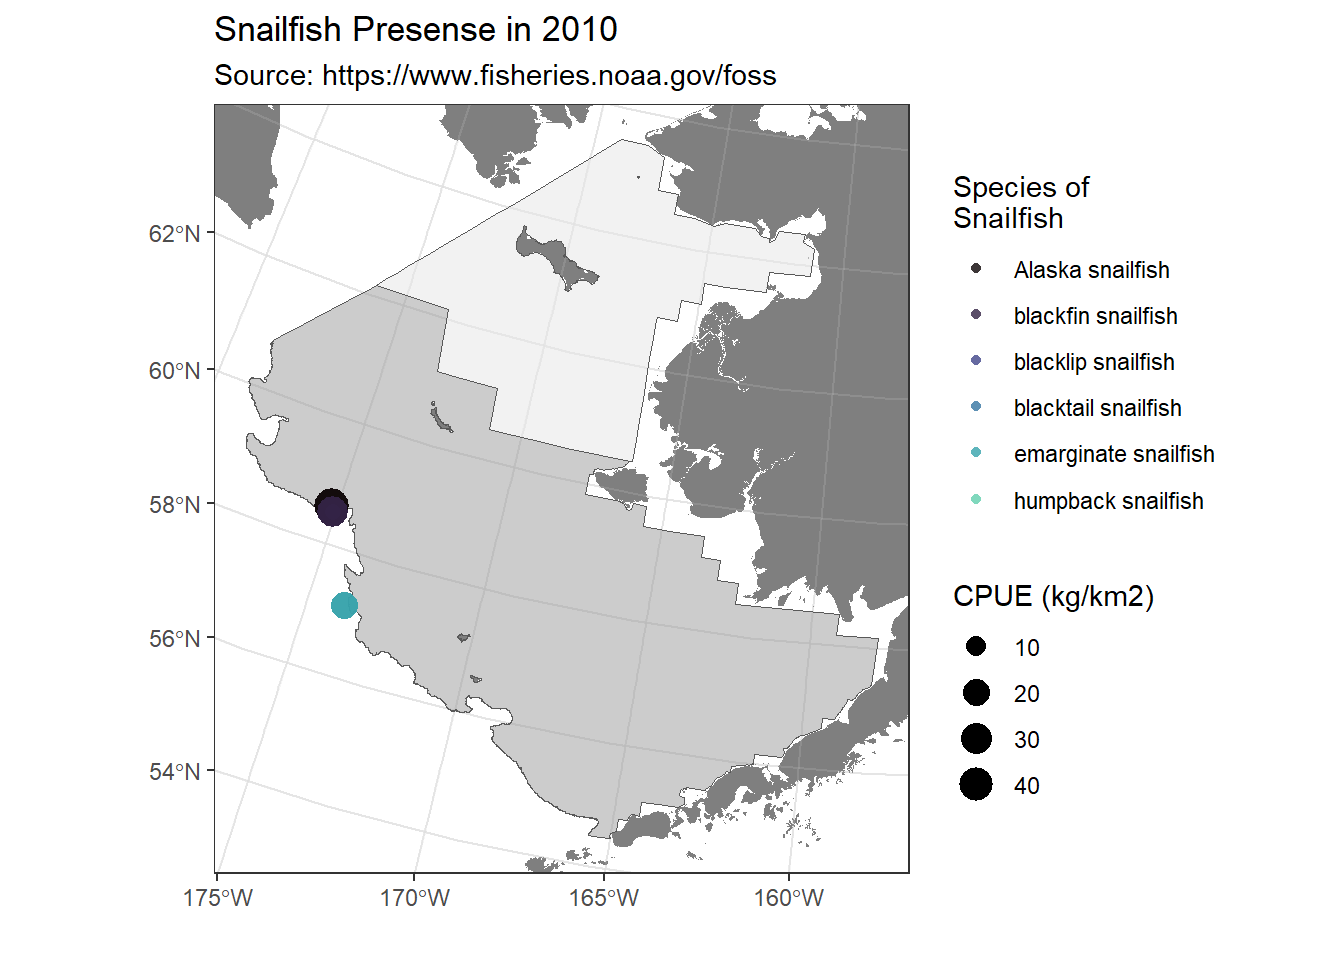 Snailfish Presense in 2010
Source: https://www.fisheries.noaa.gov/foss
62°N
60°N
58°N
56°N
54°N
175°W
170°W
165°W
160°W
Species of
Snailfish
Alaska snailfish
blackfin snailfish
blacklip snailfish
blacktail snailfish
emarginate snailfish
humpback snailfish
CPUE (kg/km2)
10
20
30
40